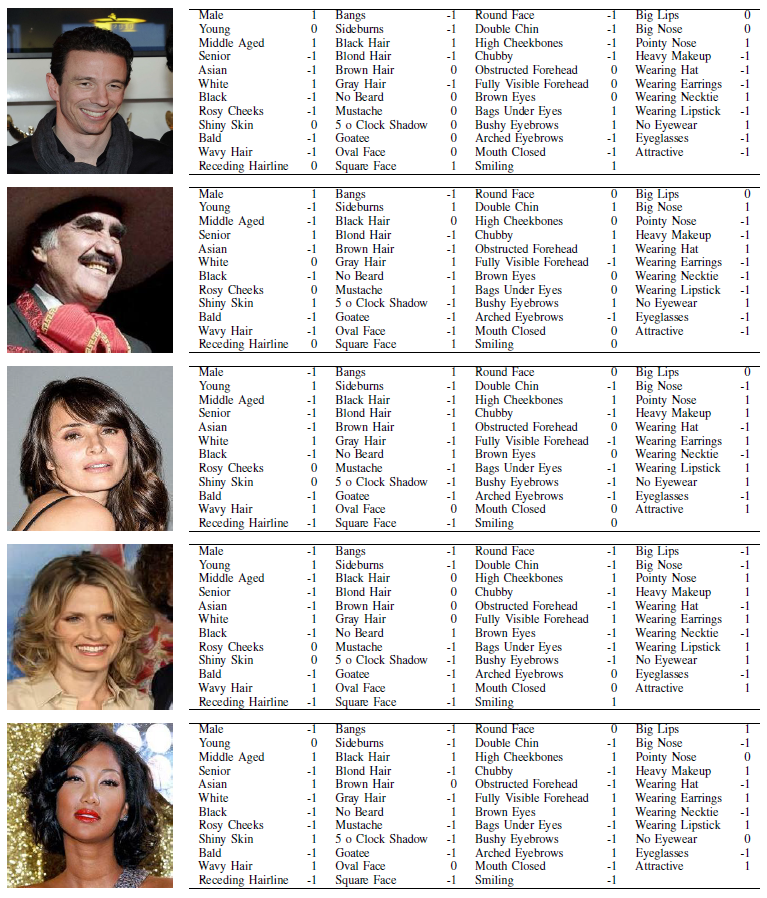 Male 1 Bangs -1 Round Face -1 Big Lips 0
Young 0 Sideburns -1 Double Chin -1 Big Nose 0
Middle Aged 1 Black Hair 1 High Cheekbones -1 Pointy Nose 1
Senior -1 Blond Hair -1 Chubby -1 Heavy Makeup -1
Asian -1 Brown Hair 0 Obstructed Forehead 0 Wearing Hat -1
White 1 Gray Hair -1 Fully Visible Forehead 0 Wearing Earrings -1
Black -1 No Beard 0 Brown Eyes 0 Wearing Necktie -1
Rosy Cheeks -1 Mustache 0 Bags Under Eyes 1 Wearing Lipstick -1
Shiny Skin 0 5 o Clock Shadow 0 Bushy Eyebrows 1 No Eyewear 1
Bald -1 Goatee 0 Arched Eyebrows -1 Eyeglasses -1
Wavy Hair -1 Oval Face 0 Mouth Closed -1 Attractive -1
Receding Hairline 0 Square Face 1 Smiling 1
Male 1 Bangs -1 Round Face 0 Big Lips 0
Young -1 Sideburns 1 Double Chin 1 Big Nose 1
Middle Aged -1 Black Hair 0 High Cheekbones 0 Pointy Nose -1
Senior 1 Blond Hair -1 Chubby 1 Heavy Makeup -1
Asian -1 Brown Hair -1 Obstructed Forehead 1 Wearing Hat 1
White 0 Gray Hair 1 Fully Visible Forehead -1 Wearing Earrings -1
Black -1 No Beard -1 Brown Eyes 0 Wearing Necktie -1
Rosy Cheeks 0 Mustache 1 Bags Under Eyes 0 Wearing Lipstick -1
Shiny Skin 1 5 o Clock Shadow -1 Bushy Eyebrows 1 No Eyewear 1
Bald -1 Goatee -1 Arched Eyebrows -1 Eyeglasses -1
Wavy Hair -1 Oval Face -1 Mouth Closed 0 Attractive -1
Receding Hairline 0 Square Face 1 Smiling 0
Male -1 Bangs 1 Round Face 0 Big Lips 0
Young 1 Sideburns -1 Double Chin -1 Big Nose -1
Middle Aged -1 Black Hair -1 High Cheekbones 1 Pointy Nose 1
Senior -1 Blond Hair -1 Chubby -1 Heavy Makeup 1
Asian -1 Brown Hair 1 Obstructed Forehead 0 Wearing Hat -1
White 1 Gray Hair -1 Fully Visible Forehead -1 Wearing Earrings 1
Black -1 No Beard 1 Brown Eyes 0 Wearing Necktie -1
Rosy Cheeks 0 Mustache -1 Bags Under Eyes -1 Wearing Lipstick 1
Shiny Skin 0 5 o Clock Shadow -1 Bushy Eyebrows -1 No Eyewear 1
Bald -1 Goatee -1 Arched Eyebrows -1 Eyeglasses -1
Wavy Hair 1 Oval Face 0 Mouth Closed 0 Attractive 1
Receding Hairline -1 Square Face -1 Smiling 0
Male -1 Bangs -1 Round Face -1 Big Lips -1
Young 1 Sideburns -1 Double Chin -1 Big Nose -1
Middle Aged -1 Black Hair 0 High Cheekbones 1 Pointy Nose 1
Senior -1 Blond Hair 0 Chubby -1 Heavy Makeup 1
Asian -1 Brown Hair 0 Obstructed Forehead -1 Wearing Hat -1
White 1 Gray Hair 0 Fully Visible Forehead 1 Wearing Earrings 1
Black -1 No Beard 1 Brown Eyes 1 Wearing Necktie -1
Rosy Cheeks 0 Mustache -1 Bags Under Eyes -1 Wearing Lipstick 1
Shiny Skin 0 5 o Clock Shadow -1 Bushy Eyebrows -1 No Eyewear 1
Bald -1 Goatee -1 Arched Eyebrows 0 Eyeglasses -1
Wavy Hair 1 Oval Face 1 Mouth Closed 0 Attractive 1
Receding Hairline -1 Square Face -1 Smiling 1
Male -1 Bangs -1 Round Face 0 Big Lips 1
Young 0 Sideburns -1 Double Chin -1 Big Nose -1
Middle Aged 1 Black Hair 1 High Cheekbones 1 Pointy Nose 0
Senior -1 Blond Hair -1 Chubby -1 Heavy Makeup 1
Asian 1 Brown Hair 0 Obstructed Forehead -1 Wearing Hat -1
White -1 Gray Hair -1 Fully Visible Forehead 1 Wearing Earrings 1
Black -1 No Beard 1 Brown Eyes 1 Wearing Necktie -1
Rosy Cheeks -1 Mustache -1 Bags Under Eyes -1 Wearing Lipstick 1
Shiny Skin 1 5 o Clock Shadow -1 Bushy Eyebrows -1 No Eyewear 0
Bald -1 Goatee -1 Arched Eyebrows 1 Eyeglasses -1
Wavy Hair 1 Oval Face 0 Mouth Closed -1 Attractive 1
Receding Hairline -1 Square Face -1 Smiling -1